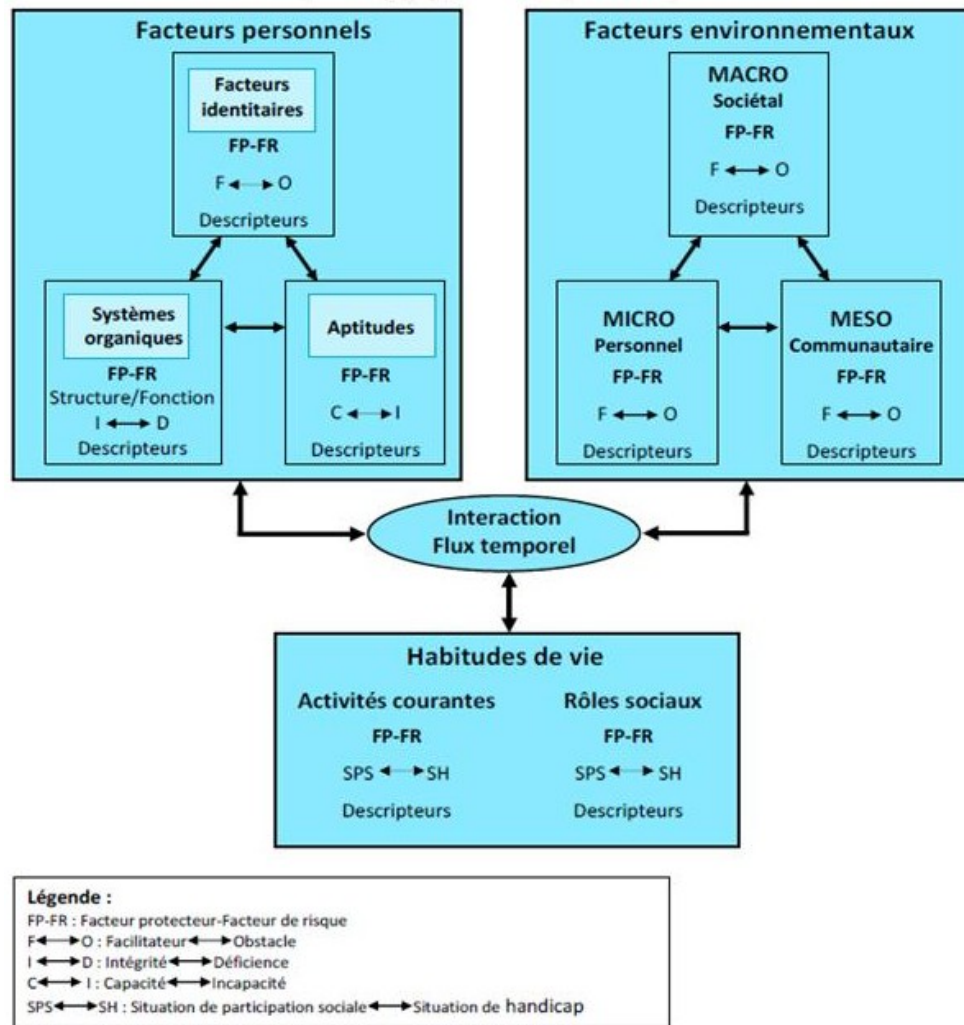 Facteurs personnels
Facteurs
identitaires
FP-FR
F ↔ O
Descripteurs
Systèmes
organiques
FP-FR
Structure/Fonction
I ↔ D
Descripteurs
Aptitudes
FP-FR
C ↔ I
Descripteurs
Facteurs environnementaux
MACRO
Sociétal
FP-FR
F ↔ O
Descripteurs
MICRO
Personnel
FP-FR
F ↔ O
Descripteurs
MESO
Communautaire
FP-FR
F ↔ O
Descripteurs
Interaction
Flux temporel
Habitudes de vie
Activités courantes
FP-FR
SPS ↔ SH
Descripteurs
Rôles sociaux
FP-FR
SPS ↔ SH
Descripteurs
Légende :
FP-FR : Facteur protecteur-Facteur de risque
F ↔ O : Facilitateur ↔ Obstacle
I ↔ D : Intégrité ↔ Déficience
C ↔ I : Capacité ↔ Incapacité
SPS ↔ SH : Situation de participation sociale ↔ Situation de handicap